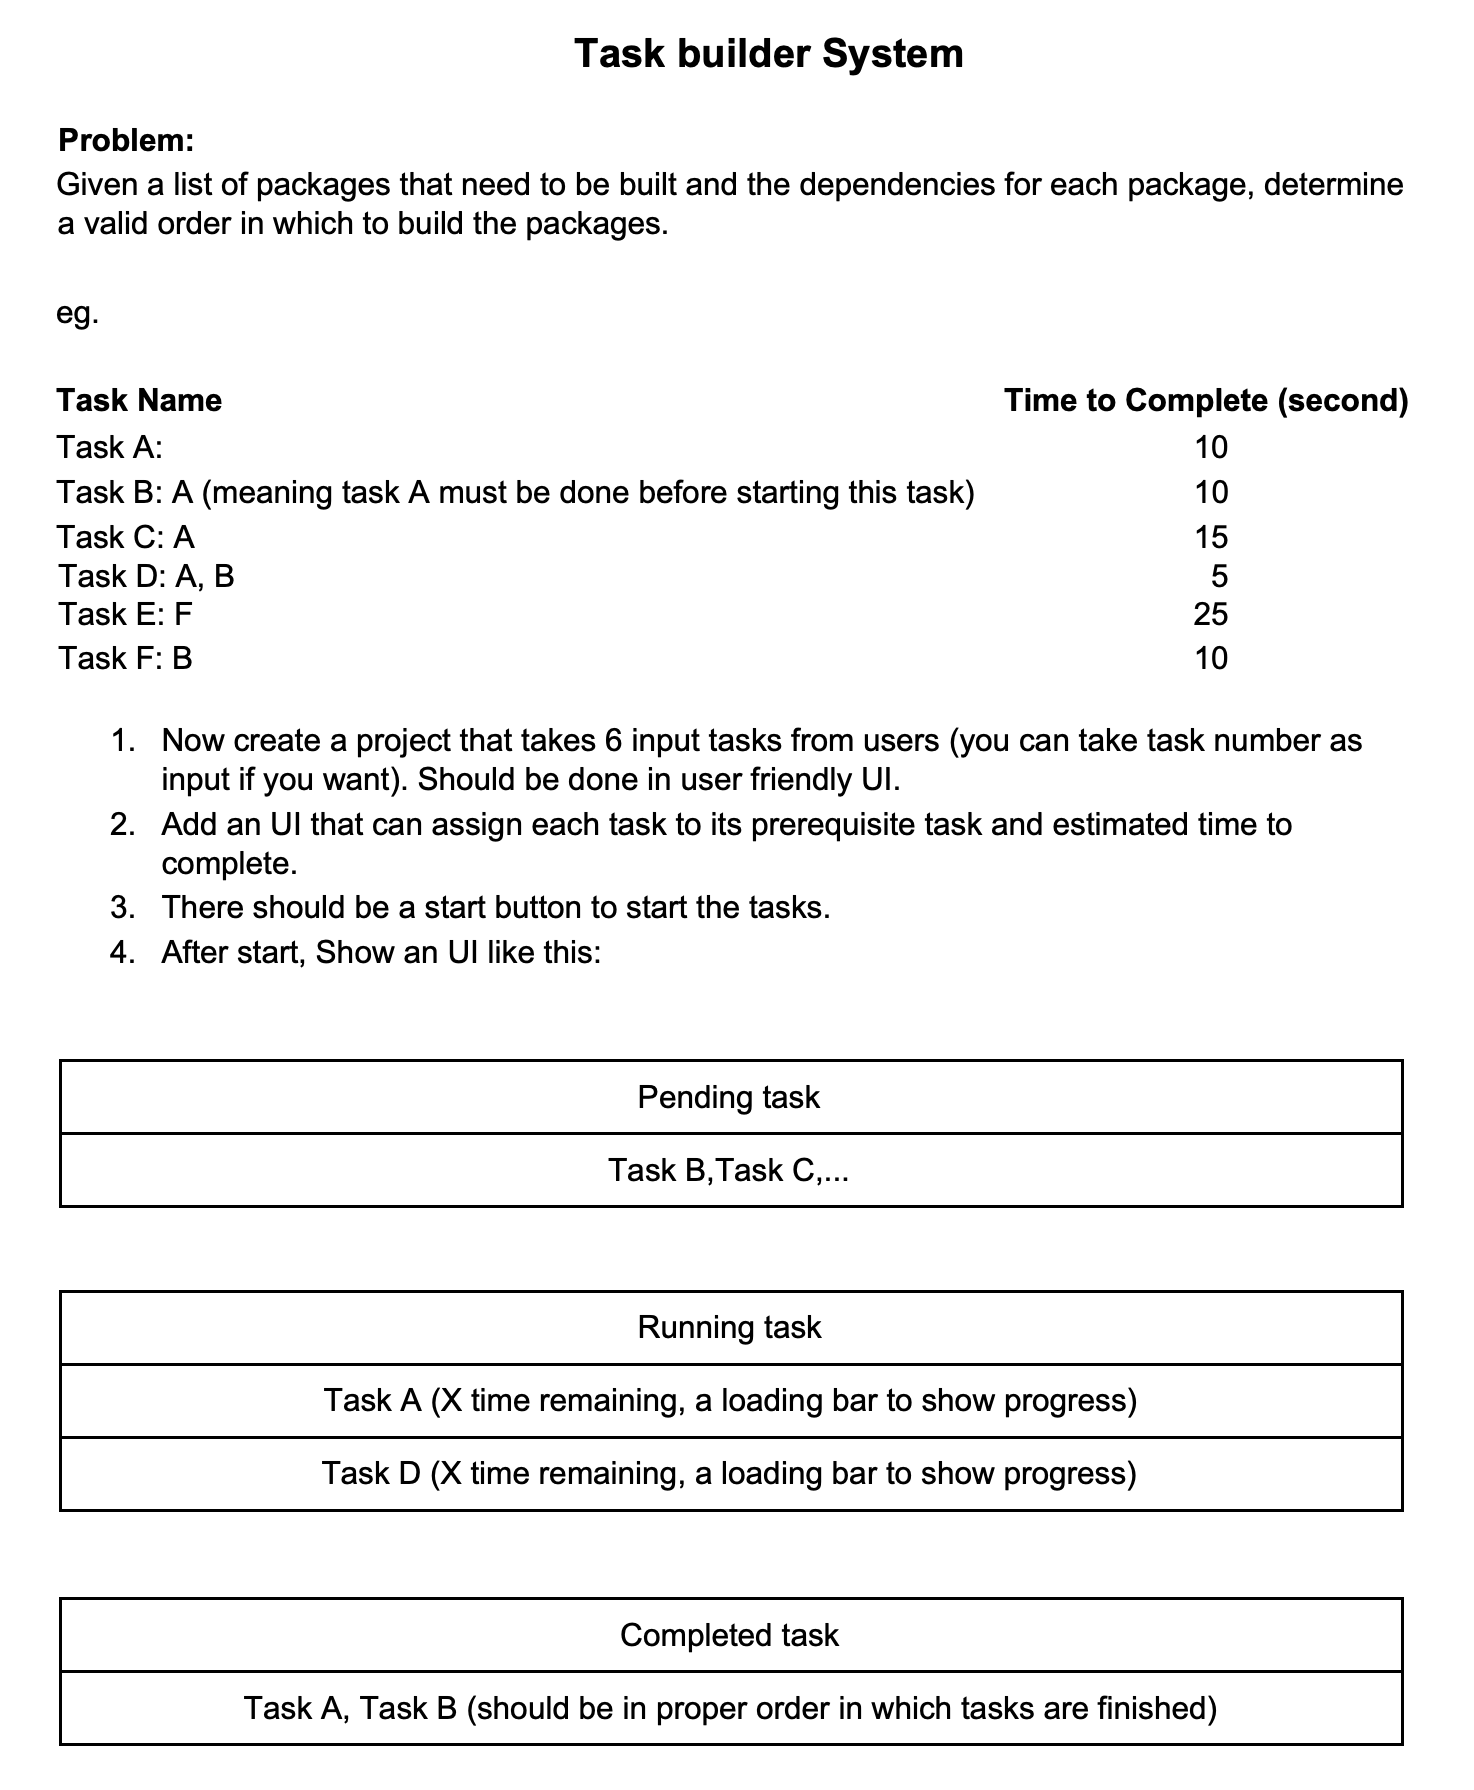 Task builder System
Problem:
Given a list of packages that need to be built and the dependencies for each package, determine
a valid order in which to build the packages.
eg.
Task Name Time to Complete (second)
Task A: 10
Task B: A (meaning task A must be done before starting this task) 10
Task C: A 15
Task D: A, B 5
Task E: F 25
Task F: B 10
1. Now create a project that takes 6 input tasks from users (you can take task number as
input if you want). Should be done in user friendly UI.
2. Add an UI that can assign each task to its prerequisite task and estimated time to
complete.
3. There should be a start button to start the tasks.
4. After start, Show an UI like this:
Pending task
Task B,Task C,...
Running task
Task A (X time remaining, a loading bar to show progress)
Task D (X time remaining, a loading bar to show progress)
Completed task
Task A, Task B (should be in proper order in which tasks are finished)